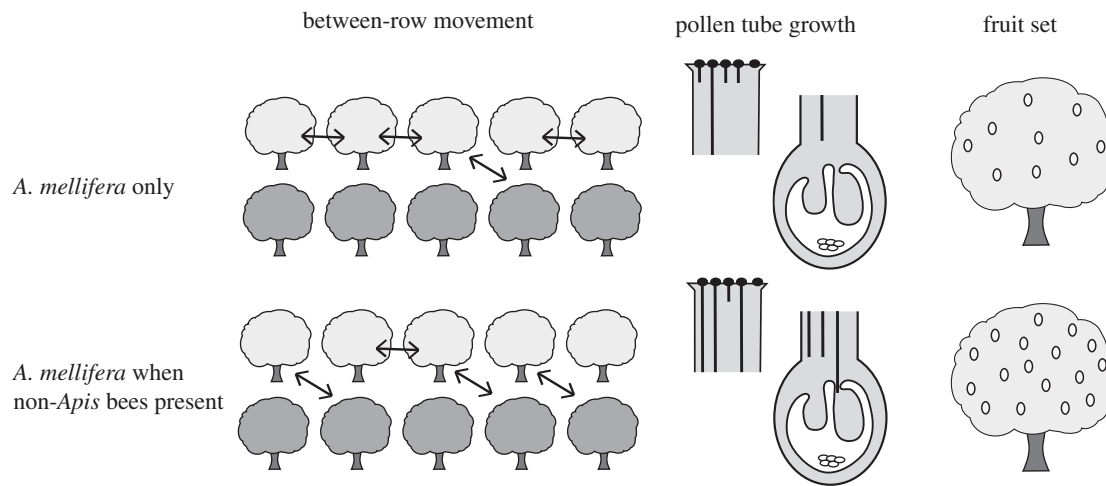 between-row movement
pollen tube growth
fruit set
A. mellifera only
A. mellifera when
non-Apis bees present